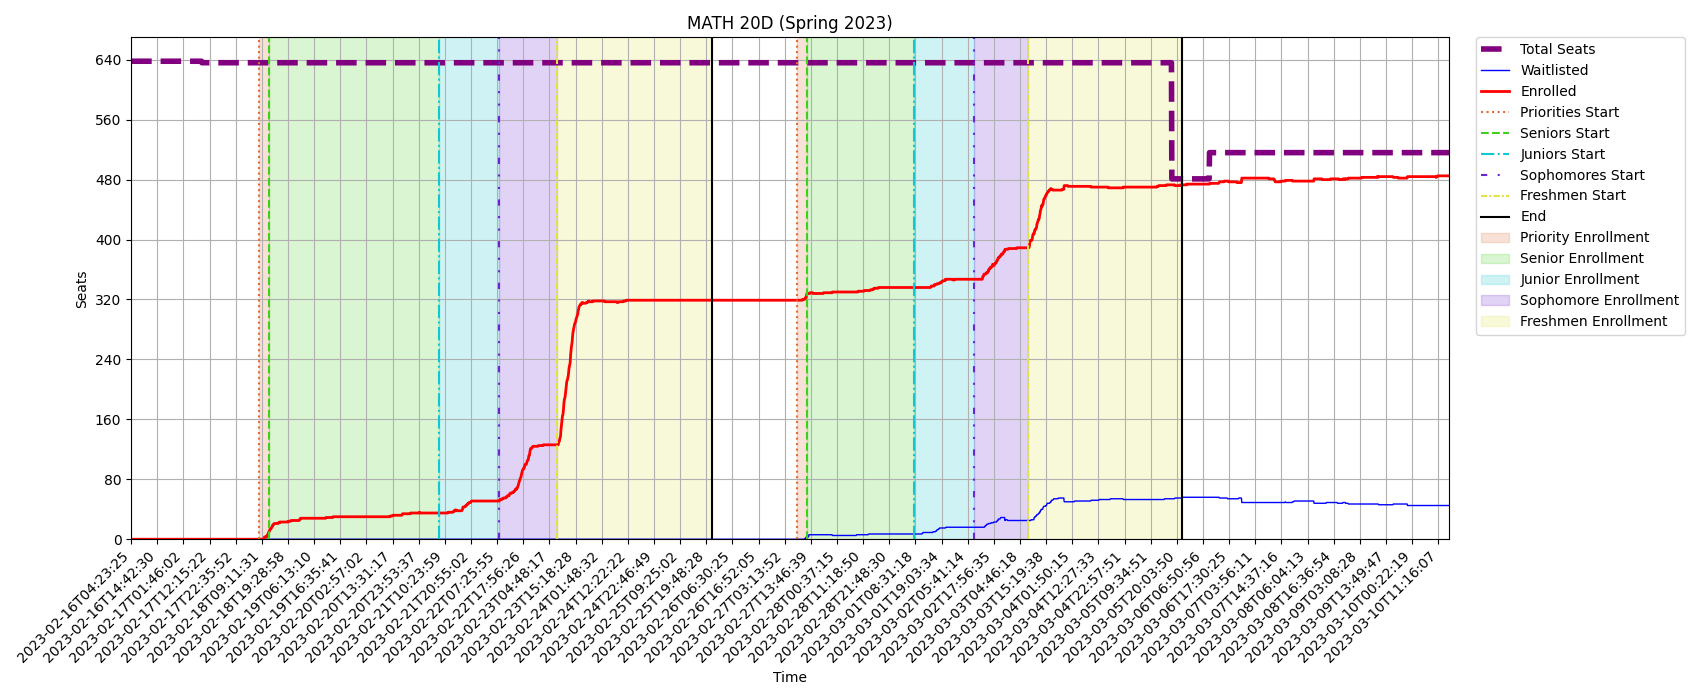 MATH 20D (Spring 2023)
Seats
640
560
480
400
320
240
160
80
0
2023-02-16T04:23:25
2023-02-16T14:42:30
2023-02-17T01:46:02
2023-02-17T12:15:22
2023-02-17T22:35:52
2023-02-18T09:11:31
2023-02-18T19:28:58
2023-02-19T06:13:10
2023-02-19T16:35:41
2023-02-20T02:57:02
2023-02-20T13:31:17
2023-02-20T23:53:37
2023-02-21T10:23:59
2023-02-21T20:55:02
2023-02-22T07:25:55
2023-02-22T17:56:26
2023-02-23T04:48:17
2023-02-23T15:18:28
2023-02-24T01:48:32
2023-02-24T12:22:22
2023-02-24T22:46:49
2023-02-25T09:25:02
2023-02-25T19:48:28
2023-02-26T06:30:25
2023-02-26T16:52:05
2023-02-27T03:13:52
2023-02-27T13:46:39
2023-02-28T00:37:15
2023-02-28T11:18:50
2023-02-28T21:48:30
2023-03-01T08:31:18
2023-03-01T19:03:34
2023-03-02T05:41:14
2023-03-02T17:56:35
2023-03-03T04:46:18
2023-03-03T15:19:38
2023-03-04T01:50:15
2023-03-04T12:27:33
2023-03-04T22:57:51
2023-03-05T09:34:51
2023-03-05T20:03:50
2023-03-06T06:50:56
2023-03-06T17:30:25
2023-03-07T03:56:11
2023-03-07T14:37:16
2023-03-08T06:04:13
2023-03-08T16:36:54
2023-03-09T03:08:28
2023-03-09T13:49:47
2023-03-10T00:22:19
2023-03-10T11:16:07
Time
Total Seats
Waitlisted
Enrolled
Priorities Start
Seniors Start
Juniors Start
Sophomores Start
Freshmen Start
End
Priority Enrollment
Senior Enrollment
Junior Enrollment
Sophomore Enrollment
Freshmen Enrollment